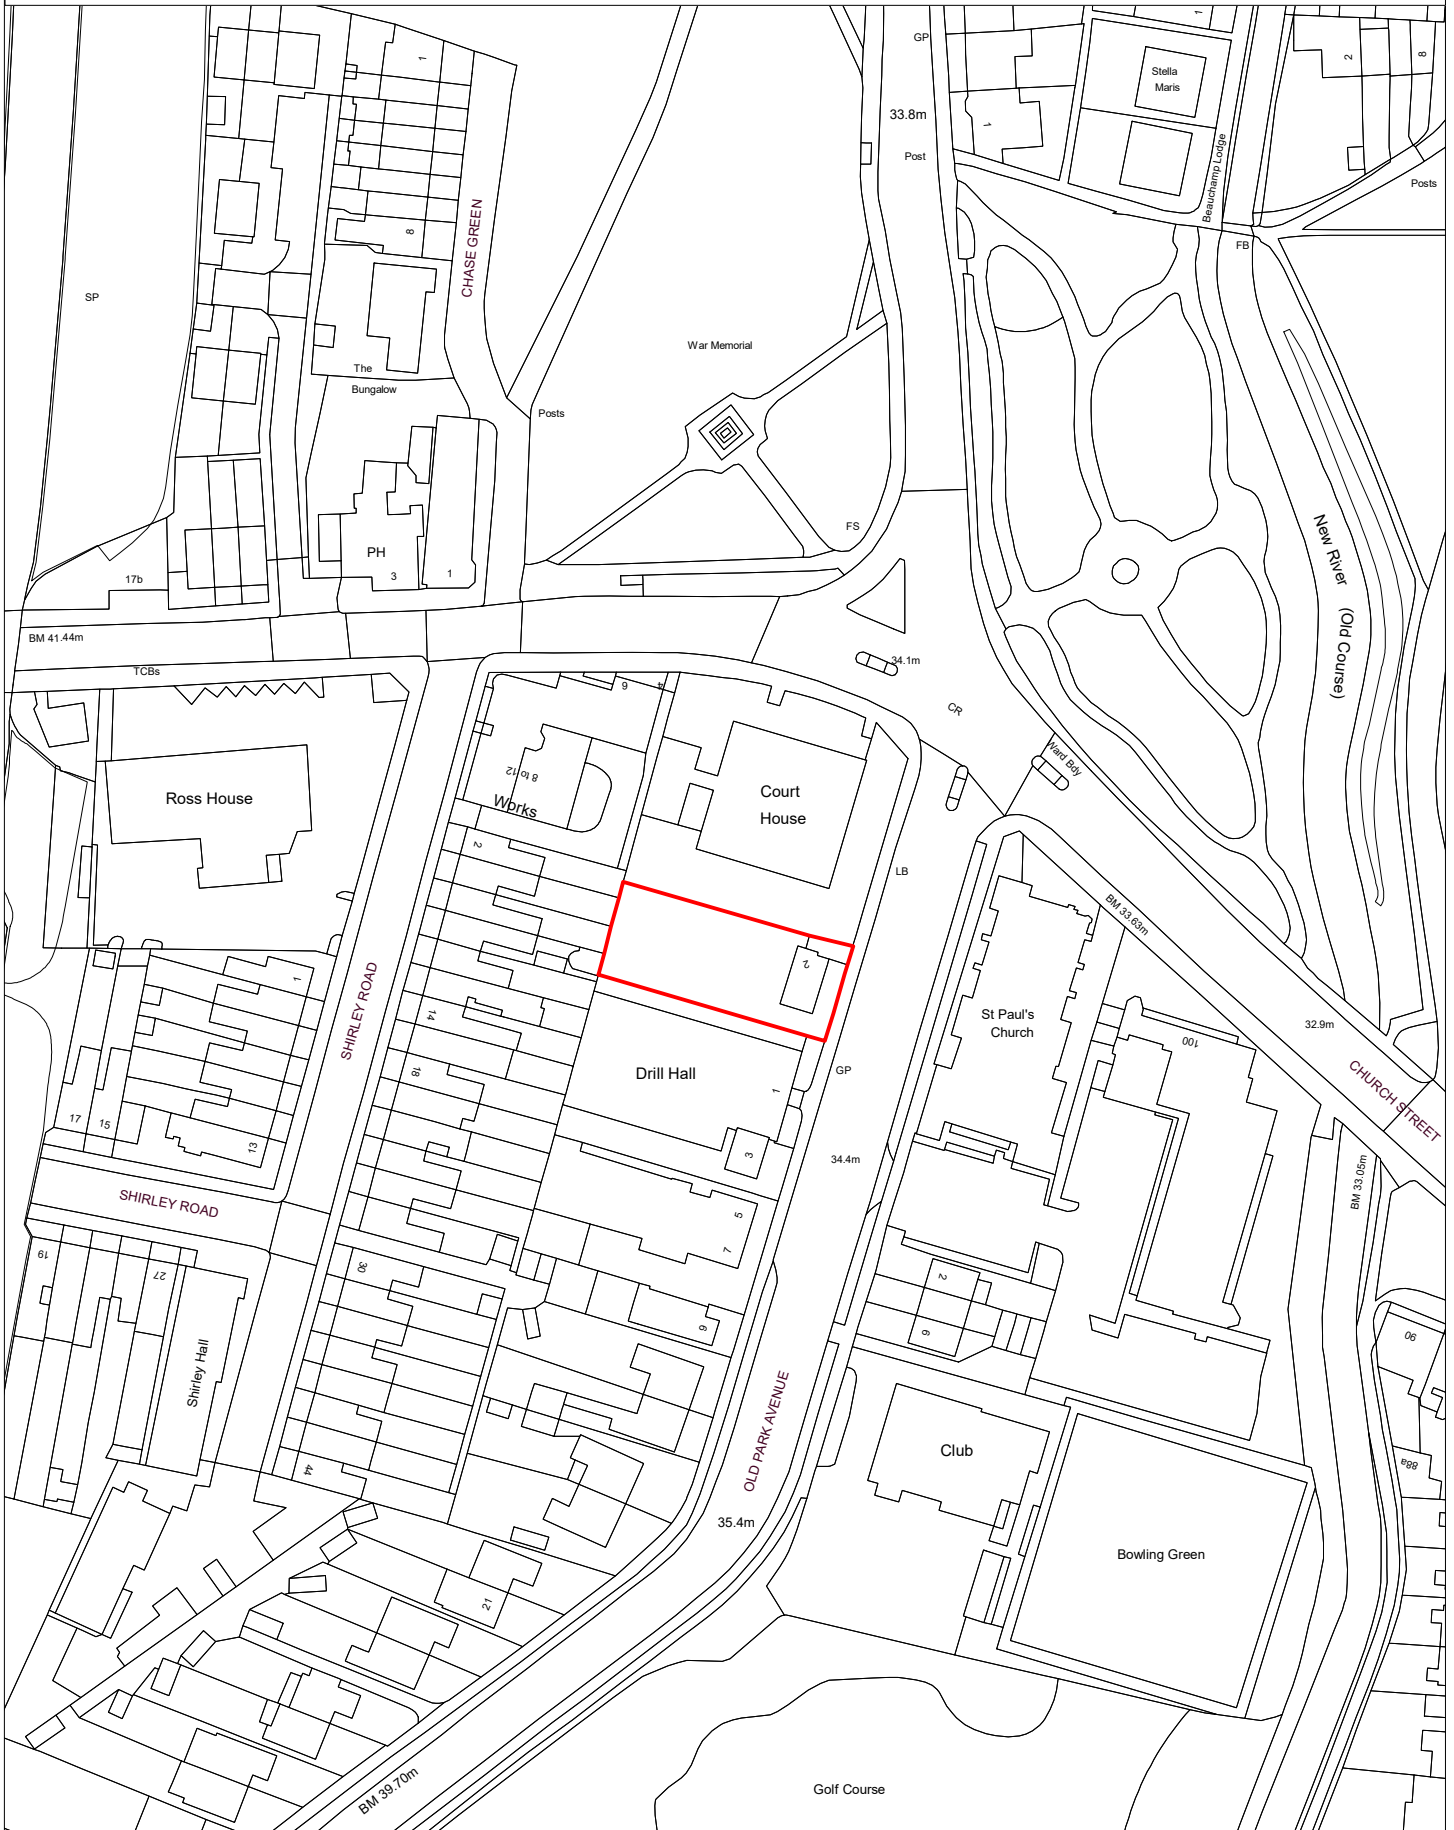 GP
1
1
2
8
Stella
Maris
33.8m
1
Post
Beauchamp Lodge
Posts
CHASE GREEN
8
FB
SP
War Memorial
The
Bungalow
Posts
FS
New River (Old Course)
PH
3
1
17b
BM 41.44m
TCBs
34.1m
9
4
CR
Ward Bdy
8 to 12
Works
Ross House
Court
House
2
LB
BM 33.63m
2
1
SHIRLEY ROAD
14
St Paul's
Church
32.9m
100
18
Drill Hall
1
GP
CHURCH STREET
17
15
13
3
34.4m
BM 33.05m
SHIRLEY ROAD
5
7
19
27
30
2
6
9
90
Shirley Hall
OLD PARK AVENUE
Club
88a
44
35.4m
Bowling Green
21
BM 39.70m
Golf Course